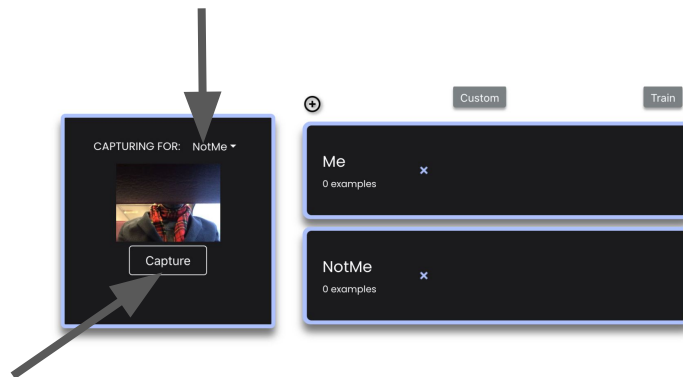 Custom
Train
CAPTURING FOR: NotMe
Capture
Me
0 examples
NotMe
0 examples